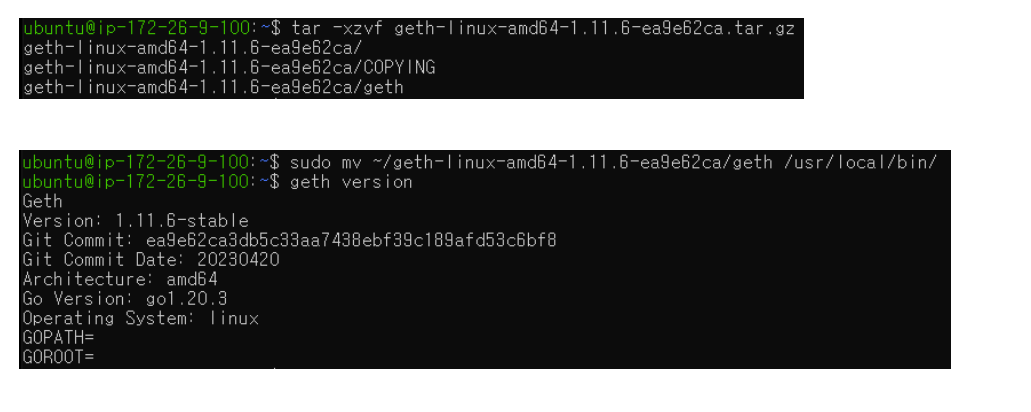 ubuntu@ip-172-26-9-100:~$ tar -xzvf geth-linux-amd64-1.11.6-ea9e62ca.tar.gz
geth-linux-amd64-1.11.6-ea9e62ca/
geth-linux-amd64-1.11.6-ea9e62ca/COPYING
geth-linux-amd64-1.11.6-ea9e62ca/geth
ubuntu@ip-172-26-9-100:~$ sudo mv ~/geth-linux-amd64-1.11.6-ea9e62ca/geth /usr/local/bin/
ubuntu@ip-172-26-9-100:~$ geth version
Geth
Version: 1.11.6-stable
Git Commit: ea9e62ca3db5c33aa7438ebf39c189afd53c6bf8
Git Commit Date: 20230420
Architecture: amd64
Go Version: go1.20.3
Operating System: linux
GOPATH=
GOROOT=